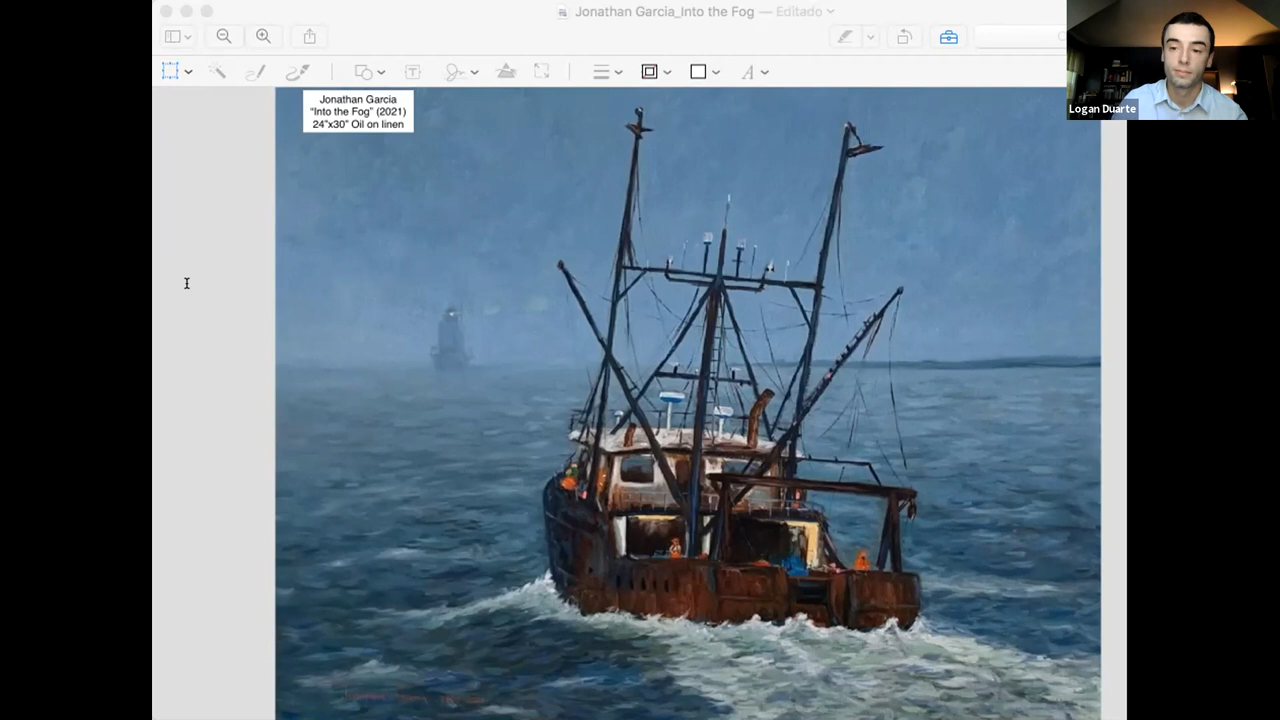 Jonathan Garcia_Into the Fog — Editado
Jonathan Garcia
“Into the Fog” (2021)
24”x30” Oil on linen
Logan Duarte